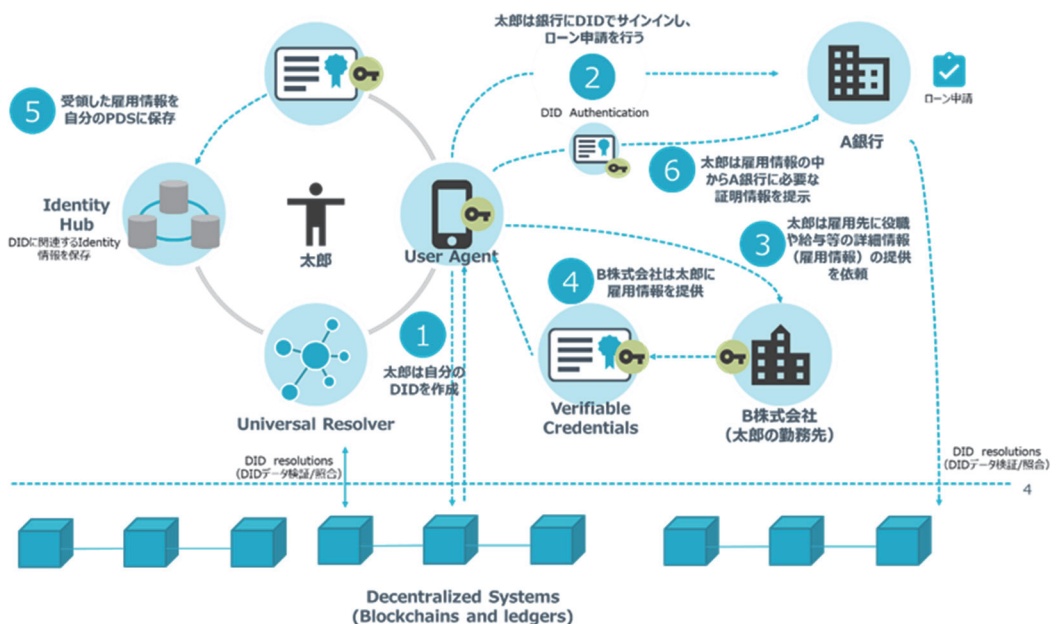 太郎は銀行にDIDでサインインし、
ローン申請を行う
2
DID Authentication
ローン申請
A銀行
5
受領した雇用情報を
自分のPDSに保存
6
太郎は雇用情報の中
からA銀行に必要な
証明情報を提示
Identity
Hub
DIDに関連するIdentity
情報を保存
太郎
User Agent
3
太郎は雇用先に役職
や給与等の詳細情報
（雇用情報）の提供
を依頼
4
B株式会社は太郎に
雇用情報を提供
1
太郎は自分の
DIDを作成
Universal Resolver
Verifiable
Credentials
B株式会社
（太郎の勤務先）
DID resolutions
(DIDデータ検証/照合)
DID resolutions
(DIDデータ検証/照合)
4
Decentralized Systems
(Blockchains and ledgers)